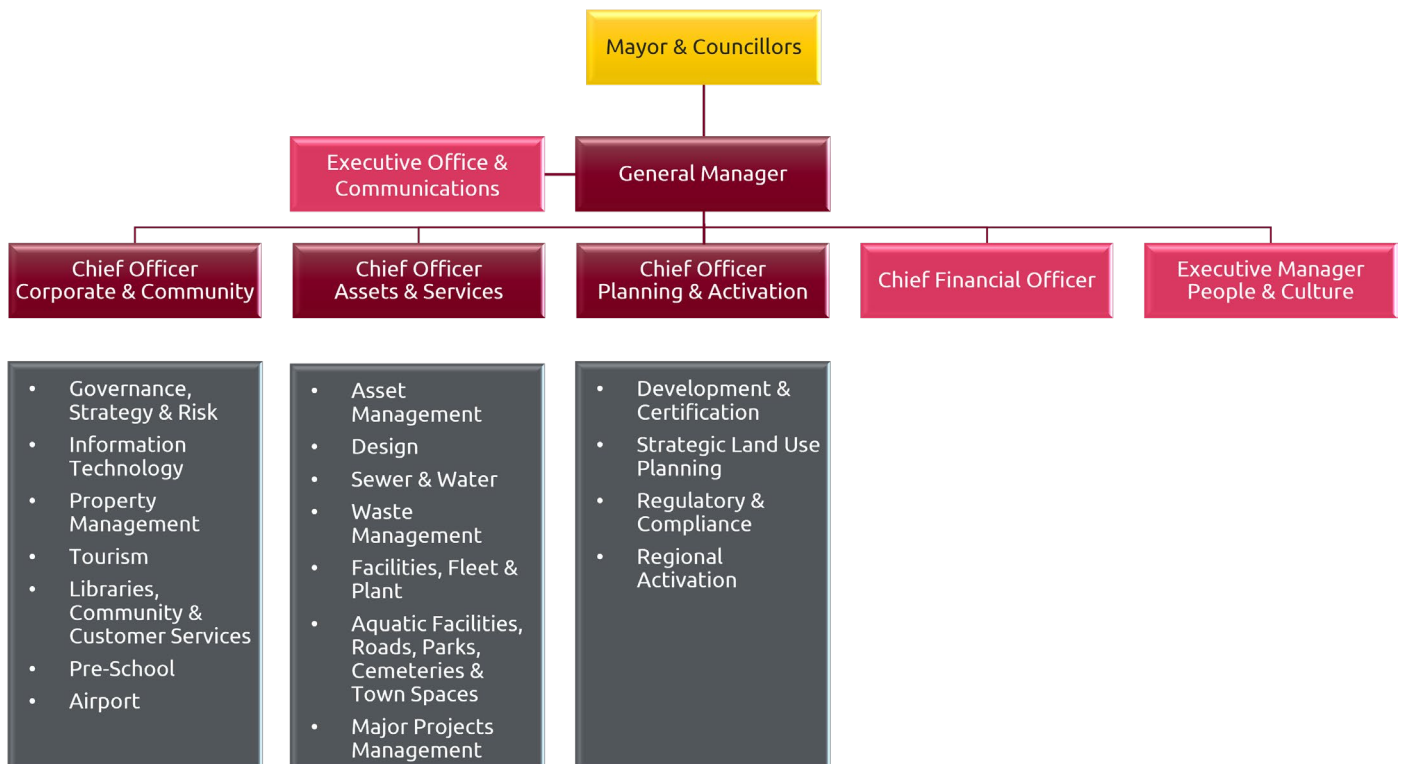 Mayor & Councillors
Executive Office &
Communications
General Manager
Chief Officer
Corporate & Community
Chief Officer
Assets & Services
Chief Officer
Planning & Activation
Chief Financial Officer
Executive Manager
People & Culture
• Governance,
Strategy & Risk
• Information
Technology
• Property
Management
• Tourism
• Libraries,
Community &
Customer Services
• Pre-School
• Airport
• Asset
Management
• Design
• Sewer & Water
• Waste
Management
• Facilities, Fleet &
Plant
• Aquatic Facilities,
Roads, Parks,
Cemeteries &
Town Spaces
• Major Projects
Management
• Development &
Certification
• Strategic Land Use
Planning
• Regulatory &
Compliance
• Regional
Activation